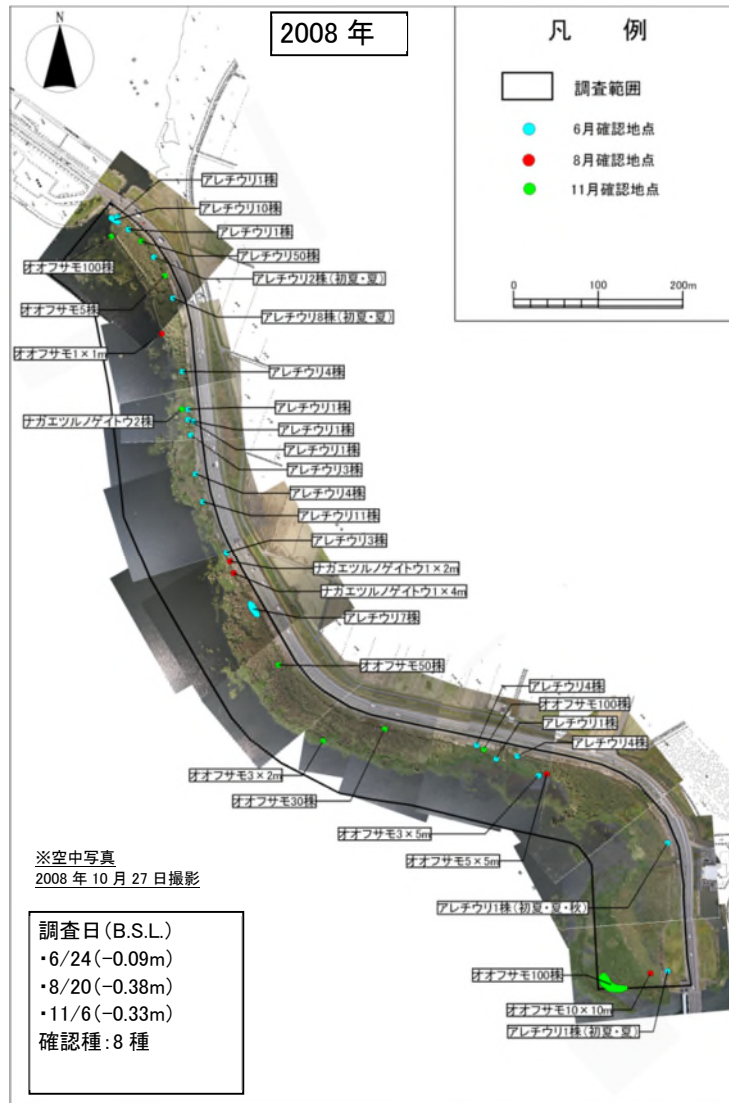 N
2008 年
凡 例
調査範囲
6月確認地点
8月確認地点
11月確認地点
0 100 200m
アレチウリ1株
アレチウリ10株
アレチウリ1株
アレチウリ50株
オオフサモ100株
アレチウリ2株(初夏・夏)
オオフサモ5株
アレチウリ8株(初夏・夏)
オオフサモ1×1m
アレチウリ4株
アレチウリ1株
ナガエツルノゲイトウ2株
アレチウリ1株
アレチウリ1株
アレチウリ3株
アレチウリ4株
アレチウリ11株
アレチウリ3株
ナガエツルノゲイトウ1×2m
ナガエツルノゲイトウ1×4m
アレチウリ7株
オオフサモ50株
アレチウリ4株
オオフサモ100株
アレチウリ1株
アレチウリ4株
オオフサモ3×2m
オオフサモ30株
オオフサモ3×5m
オオフサモ5×5m
アレチウリ1株(初夏・夏・秋)
オオフサモ100株
オオフサモ10×10m
アレチウリ1株(初夏・夏)
※空中写真
2008 年 10 月 27 日撮影
調査日(B.S.L.)
・6/24(-0.09m)
・8/20(-0.38m)
・11/6(-0.33m)
確認種:8 種